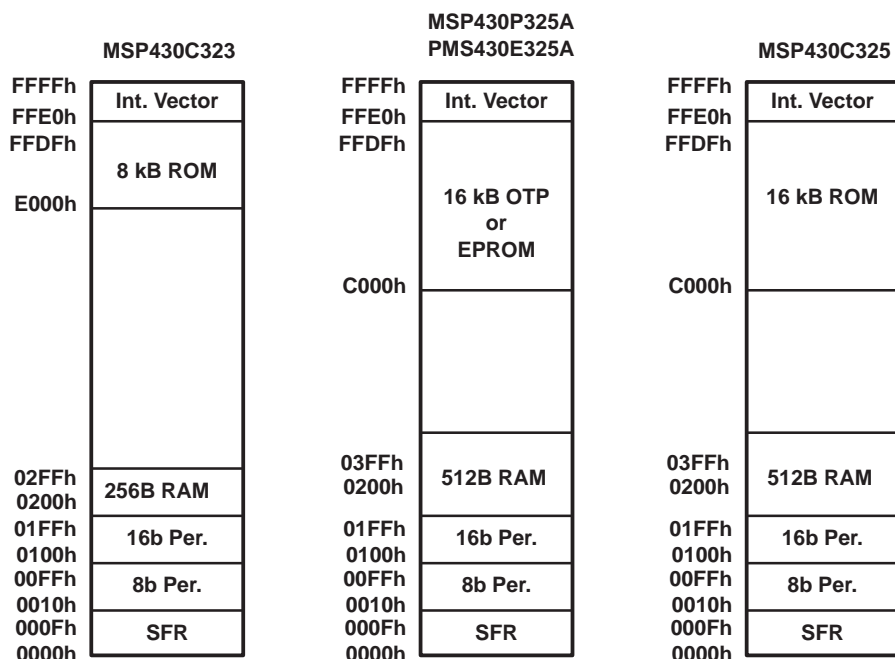 MSP430C323
FFFFh
Int. Vector
FFE0h
FFDFh
8 kB ROM
E000h
02FFh
256B RAM
0200h
01FFh
16b Per.
0100h
00FFh
8b Per.
0010h
000Fh
SFR
0000h
MSP430P325A
PMS430E325A
FFFFh
Int. Vector
FFE0h
FFDFh
16 kB OTP
or
EPROM
C000h
03FFh
512B RAM
0200h
01FFh
16b Per.
0100h
00FFh
8b Per.
0010h
000Fh
SFR
0000h
MSP430C325
FFFFh
Int. Vector
FFE0h
FFDFh
16 kB ROM
C000h
03FFh
512B RAM
0200h
01FFh
16b Per.
0100h
00FFh
8b Per.
0010h
000Fh
SFR
0000h